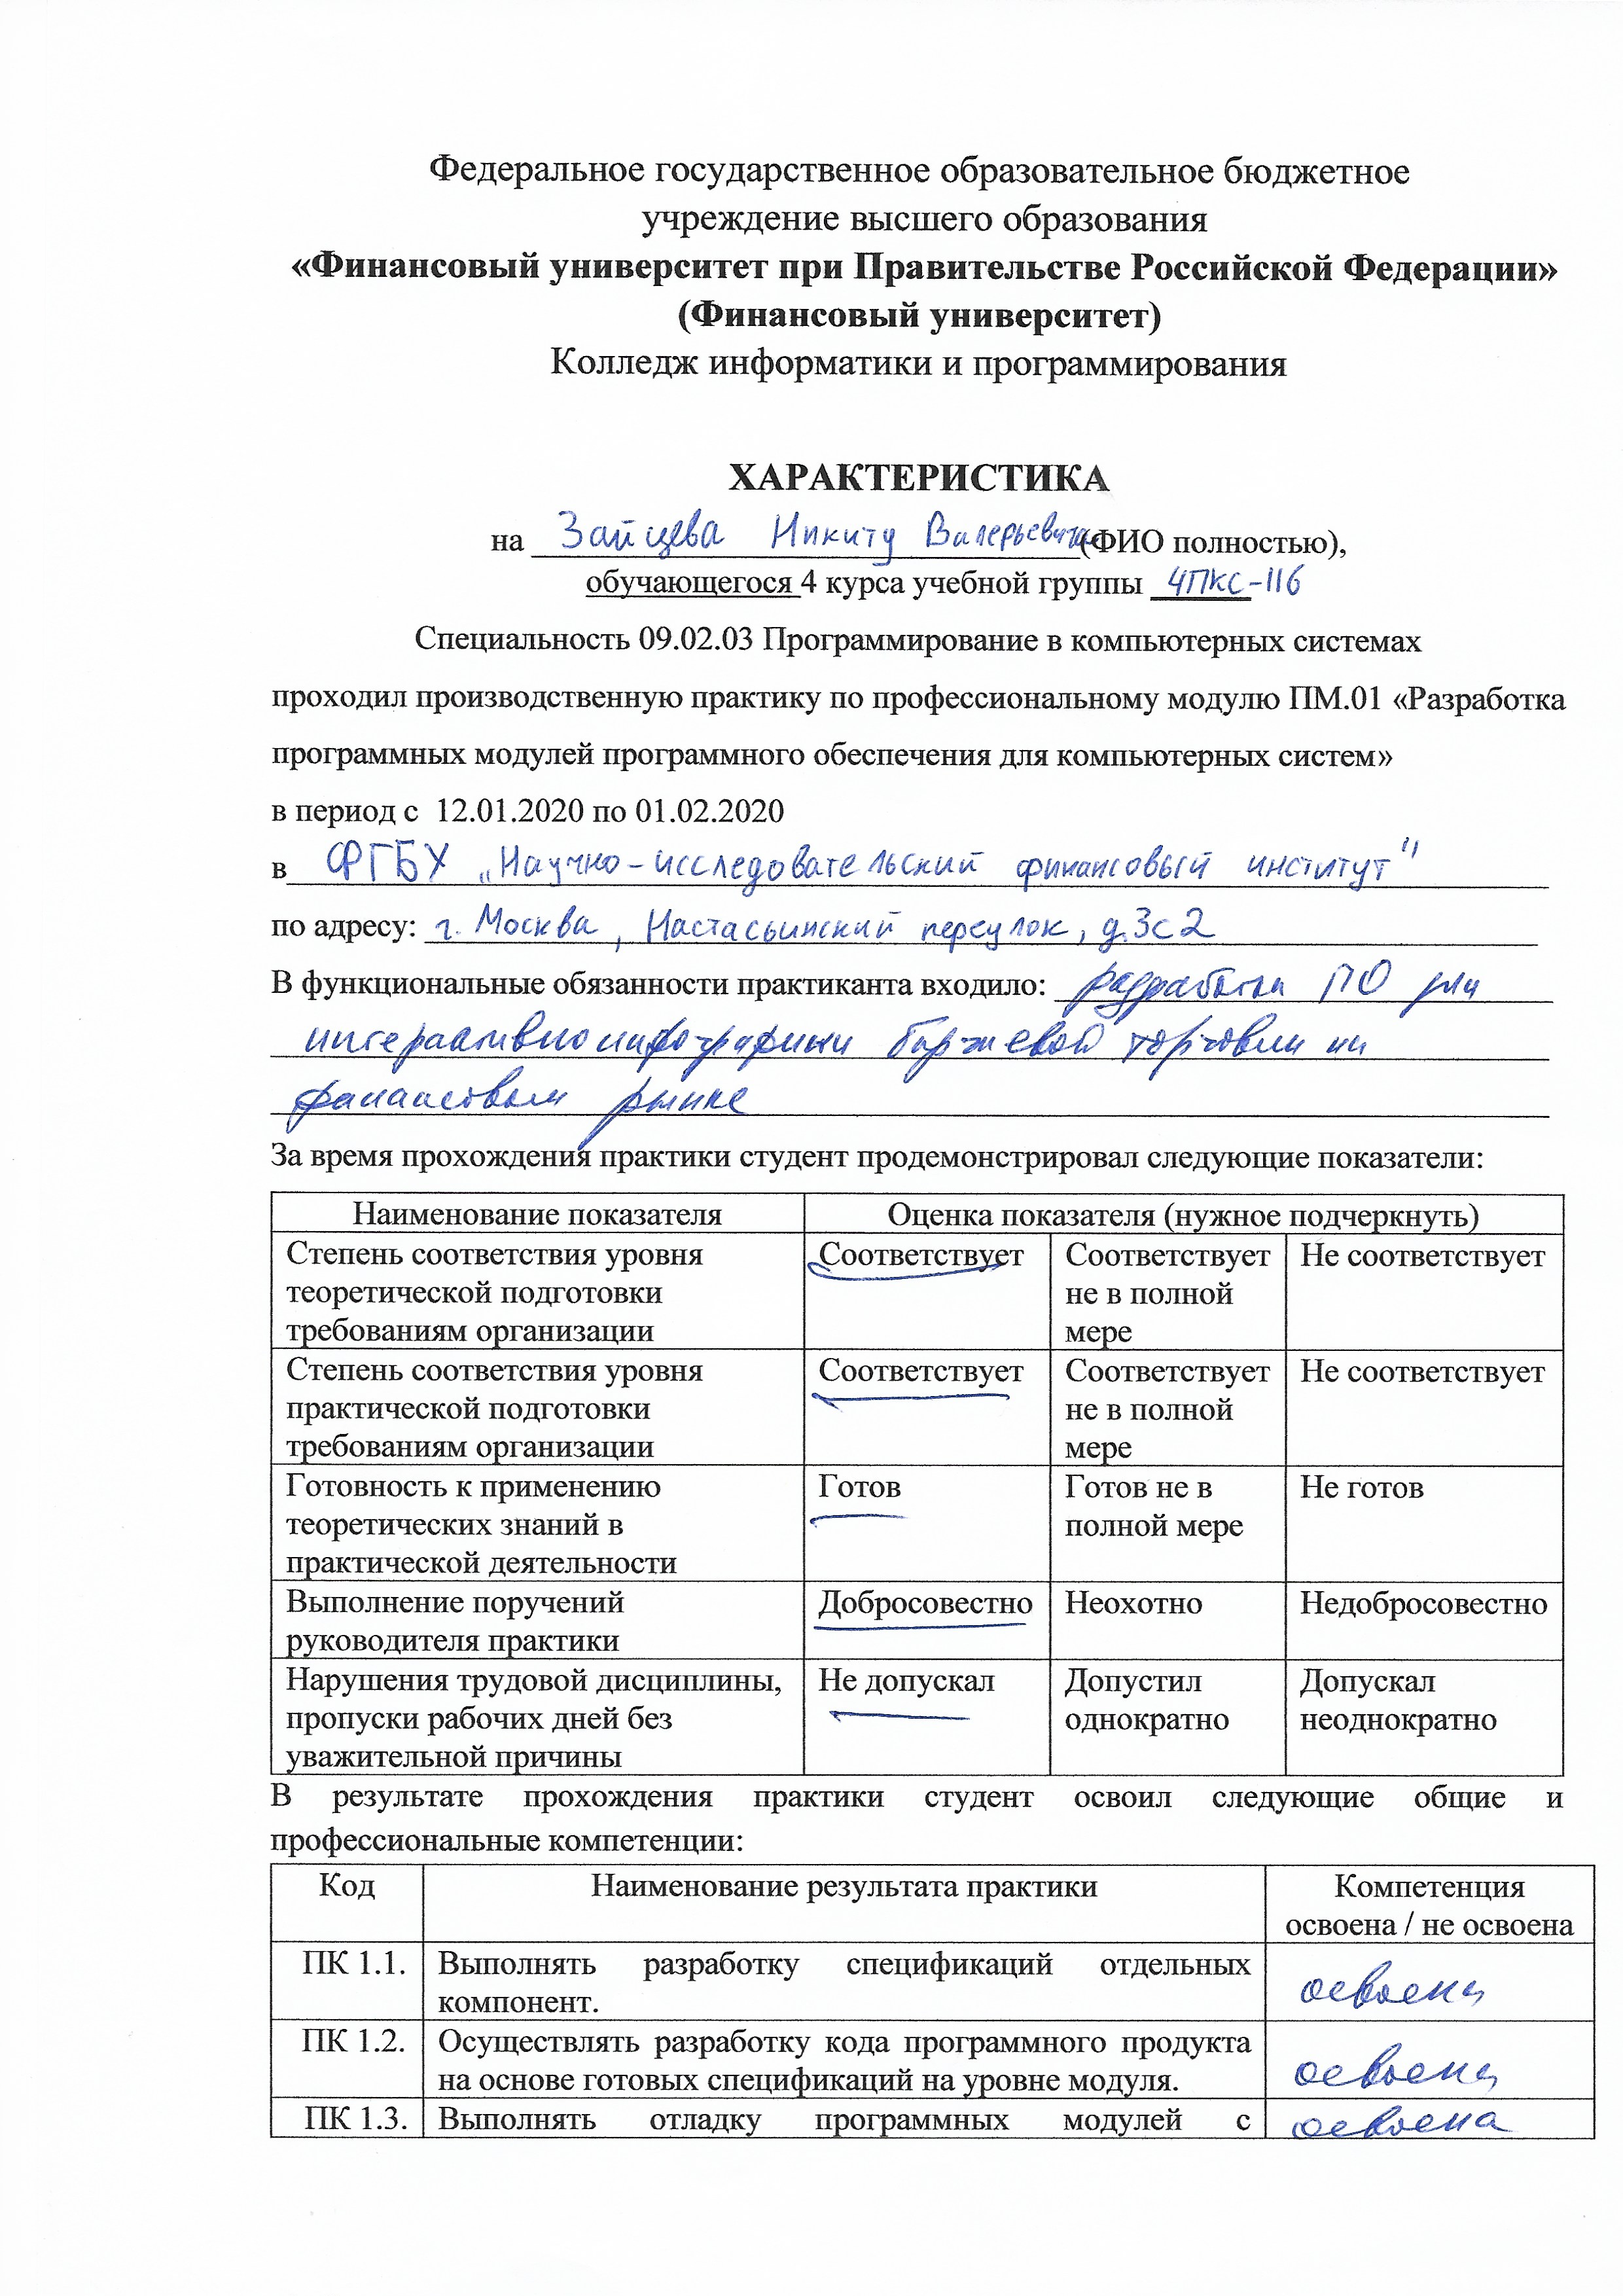 Федеральное государственное образовательное бюджетное
учреждение высшего образования
«Финансовый университет при Правительстве Российской Федерации»
(Финансовый университет)
Колледж информатики и программирования
ХАРАКТЕРИСТИКА
на Зайцева Никиту Валерьевича (ФИО полностью),
обучающегося 4 курса учебной группы 4ПКС-116
Специальность 09.02.03 Программирование в компьютерных системах
проходил производственную практику по профессиональному модулю ПМ.01 «Разработка
программных модулей программного обеспечения для компьютерных систем»
в период с 12.01.2020 по 01.02.2020
в ФГБУ „Научно-исследовательский финансовый институт"
по адресу: г. Москва, Настасьинский переулок, д.3с2
В функциональные обязанности практиканта входило: разработка ПО для
биржевой торговли на
финансовом рынке
За время прохождения практики студент продемонстрировал следующие показатели:
Наименование показателя Оценка показателя (нужное подчеркнуть)
Степень соответствия уровня Соответствует Соответствует Не соответствует
теоретической подготовки не в полной
требованиям организации мере
Степень соответствия уровня Соответствует Соответствует Не соответствует
практической подготовки не в полной
требованиям организации мере
Готовность к применению Готов Готов не в Не готов
теоретических знаний в полной мере
практической деятельности
Выполнение поручений Добросовестно Неохотно Недобросовестно
руководителя практики
Нарушения трудовой дисциплины, Не допускал Допустил Допускал
пропуски рабочих дней без однократно неоднократно
уважительной причины
В результате прохождения практики студент освоил следующие общие и
профессиональные компетенции:
Код Наименование результата практики Компетенция
освоена / не освоена
ПК 1.1. Выполнять разработку спецификаций отдельных освоена
компонент.
ПК 1.2. Осуществлять разработку кода программного продукта освоена
на основе готовых спецификаций на уровне модуля.
ПК 1.3. Выполнять отладку программных модулей с освоена